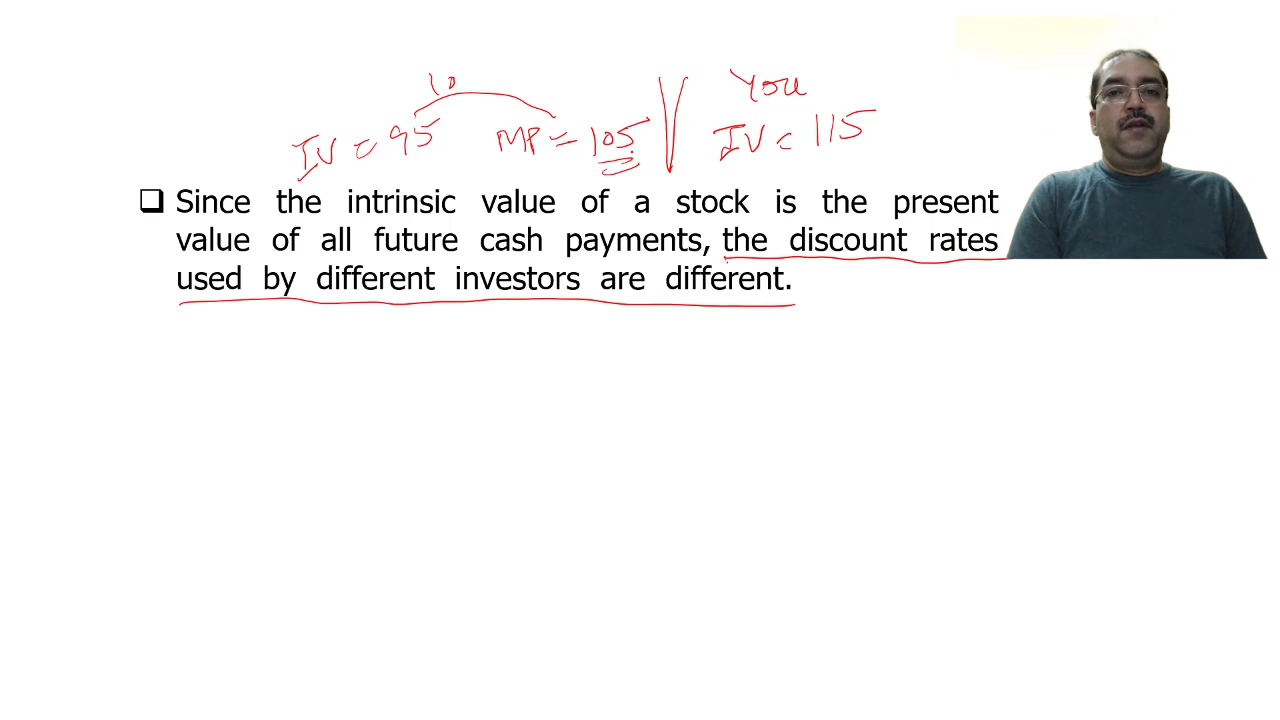 10
IV = 95 MP = 105 You
IV = 115
❑ Since the intrinsic value of a stock is the present
value of all future cash payments, the discount rates
used by different investors are different.